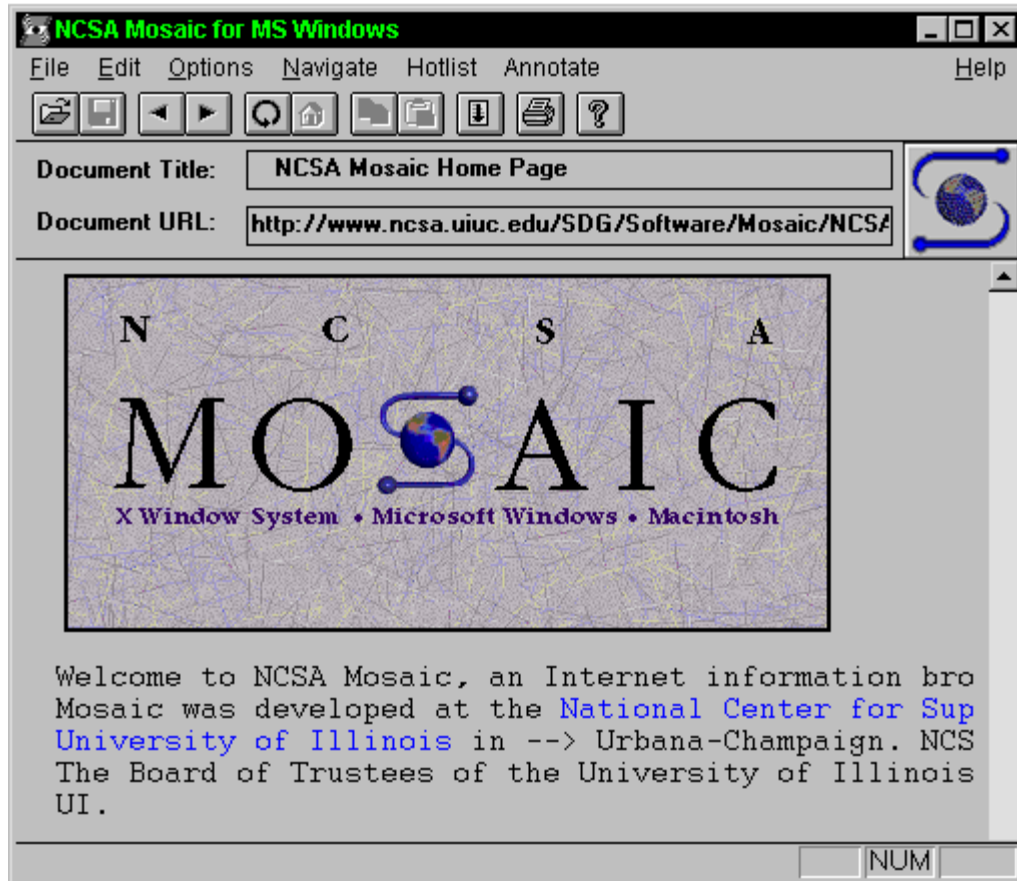 NCSA Mosaic for MS Windows
File Edit Options Navigate Hotlist Annotate Help
Document Title: NCSA Mosaic Home Page
Document URL: http://www.ncsa.uiuc.edu/SDG/Software/Mosaic/NCSA
N C S A
MOSAIC
X Window System • Microsoft Windows • Macintosh
Welcome to NCSA Mosaic, an Internet information bro
Mosaic was developed at the National Center for Sup
University of Illinois in --> Urbana-Champaign. NCS
The Board of Trustees of the University of Illinois
UI.
NUM